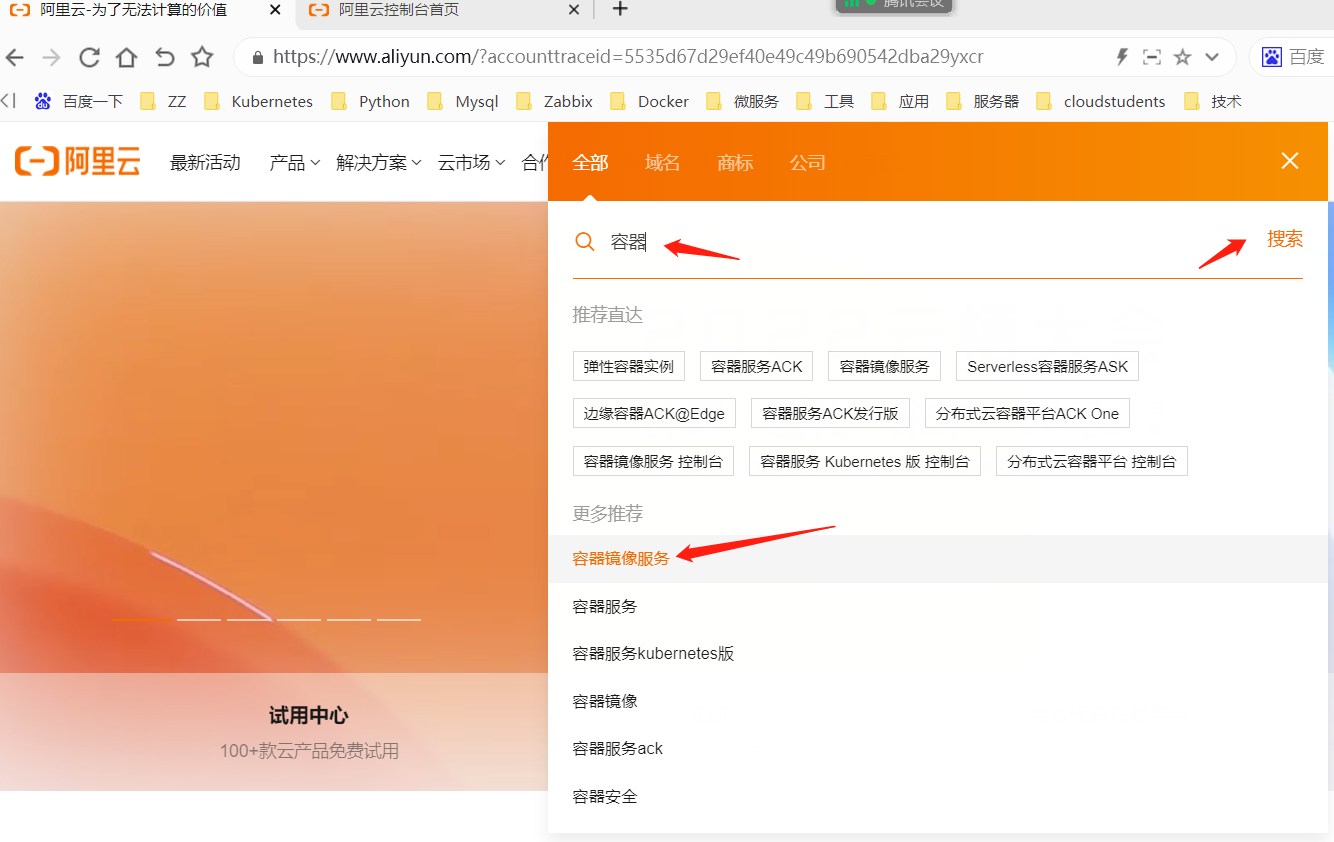 阿里云-为了无法计算的价值 阿里云控制台首页
腾讯会议
https://www.aliyun.com/?accounttraceid=5535d67d29ef40e49c49b690542dba29yxcr 百度
百度一下 ZZ Kubernetes Python Mysql Zabbix Docker 微服务 工具 应用 服务器 cloudstudents 技术
阿里云 最新活动 产品 解决方案 云市场 合作
全部 域名 商标 公司
容器 搜索
推荐直达
弹性容器实例 容器服务ACK 容器镜像服务 Serverless容器服务ASK
边缘容器ACK@Edge 容器服务ACK发行版 分布式云容器平台ACK One
容器镜像服务 控制台 容器服务 Kubernetes 版 控制台 分布式云容器平台 控制台
更多推荐
容器镜像服务
容器服务
容器服务kubernetes版
容器镜像
容器服务ack
容器安全
试用中心
100+款云产品免费试用